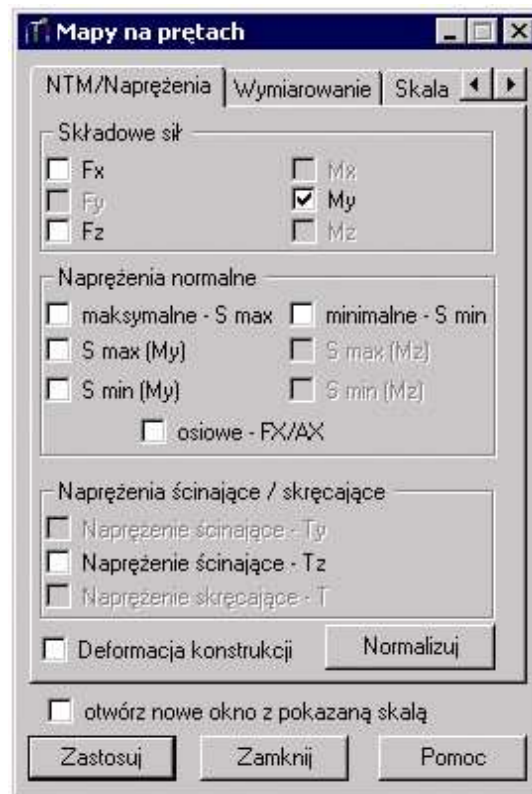 Mapy na prętach
NTM/Naprężenia Wymiarowanie Skala
Składowe sił
Fx Mx
Fy My
Fz Mz
Naprężenia normalne
maksymalne - S max minimalne - S min
S max (My) S max (Mz)
S min (My) S min (Mz)
osiowe - FX/AX
Naprężenia ścinające / skręcające
Naprężenie ścinające - Ty
Naprężenie ścinające - Tz
Naprężenie skręcające - T
Deformacja konstrukcji Normalizuj
otwórz nowe okno z pokazaną skalą
Zastosuj Zamknij Pomoc